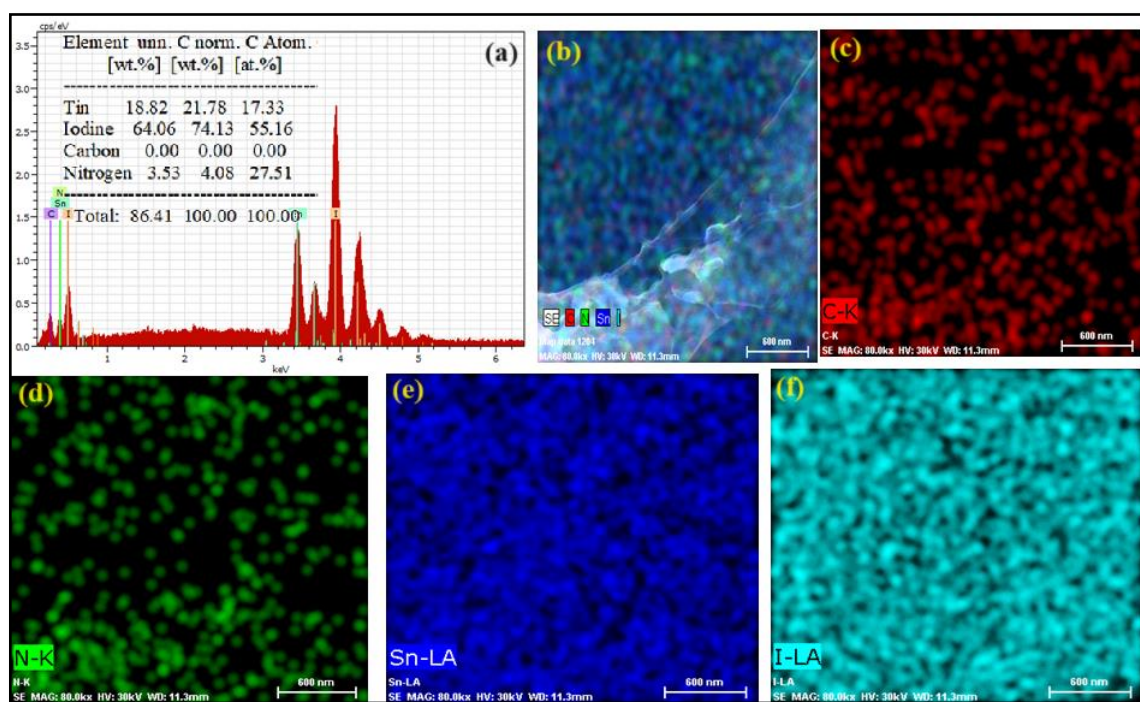 cps/eV
(a)
Element unn. C norm. C Atom.
[wt.%] [wt.%] [at.%]
Tin 18.82 21.78 17.33
Iodine 64.06 74.13 55.16
Carbon 0.00 0.00 0.00
Nitrogen 3.53 4.08 27.51
Total: 86.41 100.00 100.00
3.5
3.0
2.5
2.0
1.5
1.0
0.5
0.0
N
Sn
C
I
I
1
2
3
4
5
6
keV
(b)
SE
N
Sn
I
Map data 1204
MAG: 80.0kx HV: 30kV WD: 11.3mm
600 nm
(c)
C-K
C-K
SE MAG: 80.0kx HV: 30kV WD: 11.3mm
600 nm
(d)
N-K
N-K
SE MAG: 80.0kx HV: 30kV WD: 11.3mm
600 nm
(e)
Sn-LA
Sn-LA
SE MAG: 80.0kx HV: 30kV WD: 11.3mm
600 nm
(f)
I-LA
I-LA
SE MAG: 80.0kx HV: 30kV WD: 11.3mm
600 nm